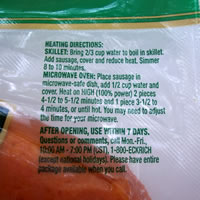 HEATING DIRECTIONS:
SKILLET: Bring 2/3 cup water to boil in skillet.
Add sausage, cover and reduce heat. Simmer
8 to 10 minutes.
MICROWAVE OVEN: Place sausage in
microwave-safe dish, add 1/2 cup water and
cover. Heat on HIGH (100% power) 2 pieces
4-1/2 to 5-1/2 minutes and 1 piece 3-1/2 to
4 minutes, or until hot. You may need to adjust
the time for your microwave.
AFTER OPENING, USE WITHIN 7 DAYS.
Questions or comments, call Mon.-Fri.,
10:00 AM - 7:00 PM (EST), 1-800-ECKRICH
(except national holidays). Please have entire
package available when you call.